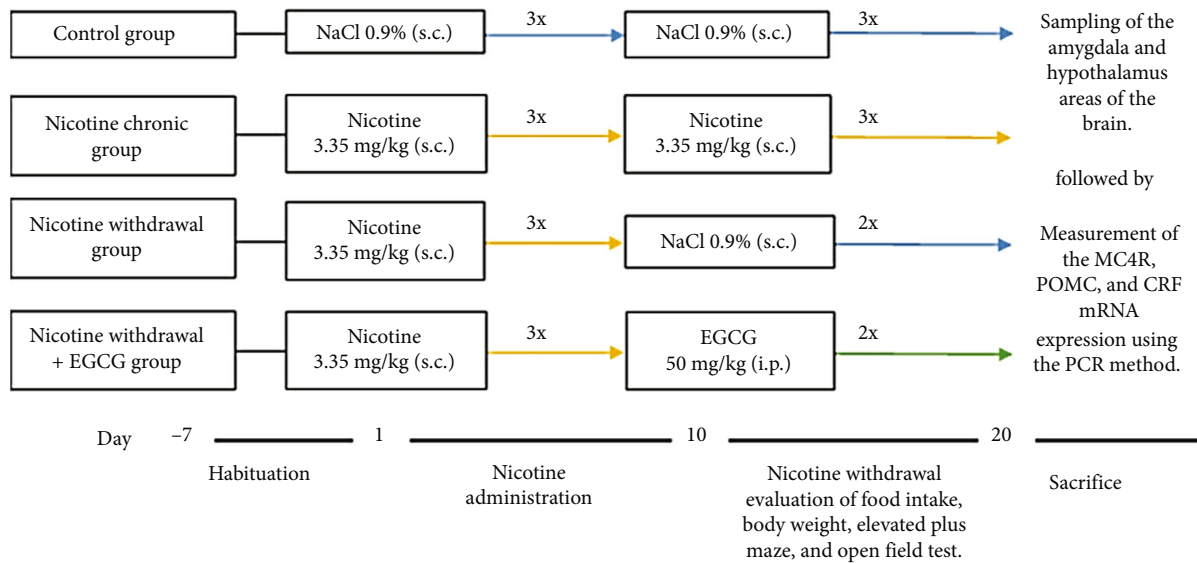 Control group
NaCl 0.9% (s.c.)
3x
NaCl 0.9% (s.c.)
3x
Nicotine chronic
group
Nicotine
3.35 mg/kg (s.c.)
3x
Nicotine
3.35 mg/kg (s.c.)
3x
Nicotine withdrawal
group
Nicotine
3.35 mg/kg (s.c.)
3x
NaCl 0.9% (s.c.)
2x
Nicotine withdrawal
+ EGCG group
Nicotine
3.35 mg/kg (s.c.)
3x
EGCG
50 mg/kg (i.p.)
2x
Sampling of the
amygdala and
hypothalamus
areas of the
brain.
followed by
Measurement of
the MC4R,
POMC, and CRF
mRNA
expression using
the PCR method.
Day
–7
1
10
20
Habituation
Nicotine
administration
Nicotine withdrawal
evaluation of food intake,
body weight, elevated plus
maze, and open field test.
Sacrifice